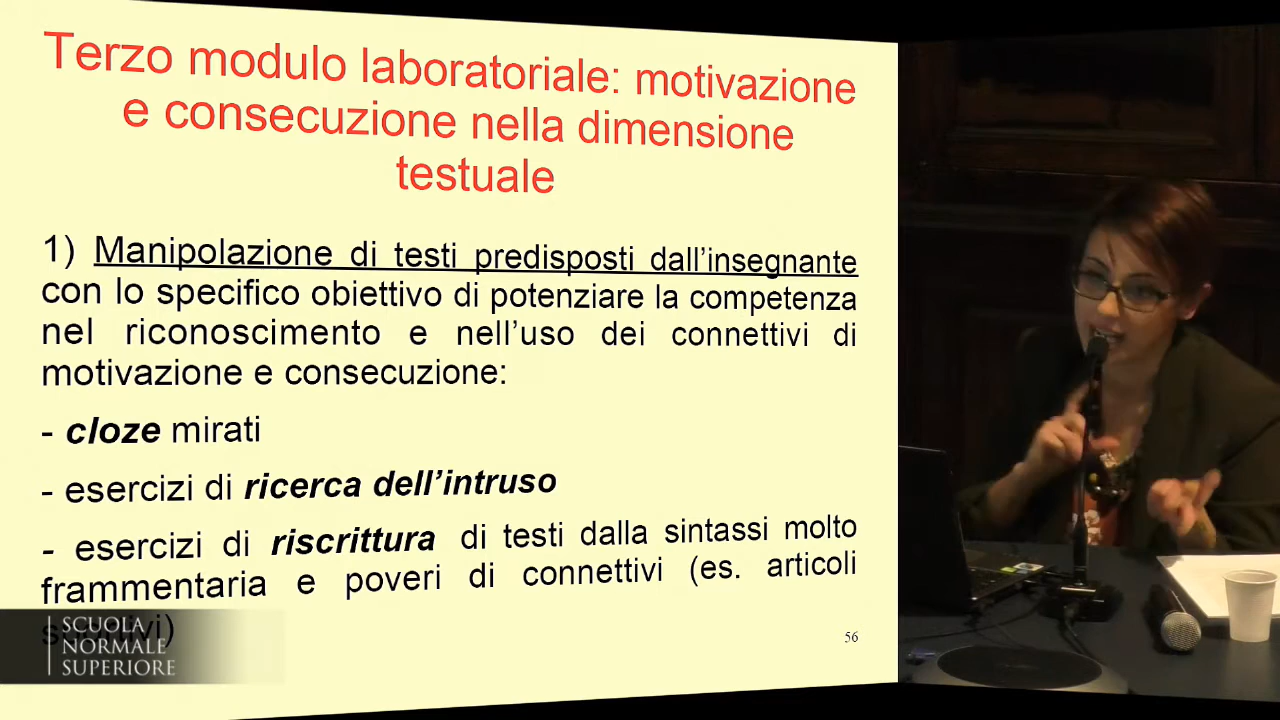 Terzo modulo laboratoriale: motivazione
e consecuzione nella dimensione
testuale
1) Manipolazione di testi predisposti dall’insegnante
con lo specifico obiettivo di potenziare la competenza
nel riconoscimento e nell’uso dei connettivi di
motivazione e consecuzione:
- cloze mirati
- esercizi di ricerca dell’intruso
- esercizi di riscrittura di testi dalla sintassi molto
frammentaria e poveri di connettivi (es. articoli
56
SCUOLA
NORMALE
SUPERIORE